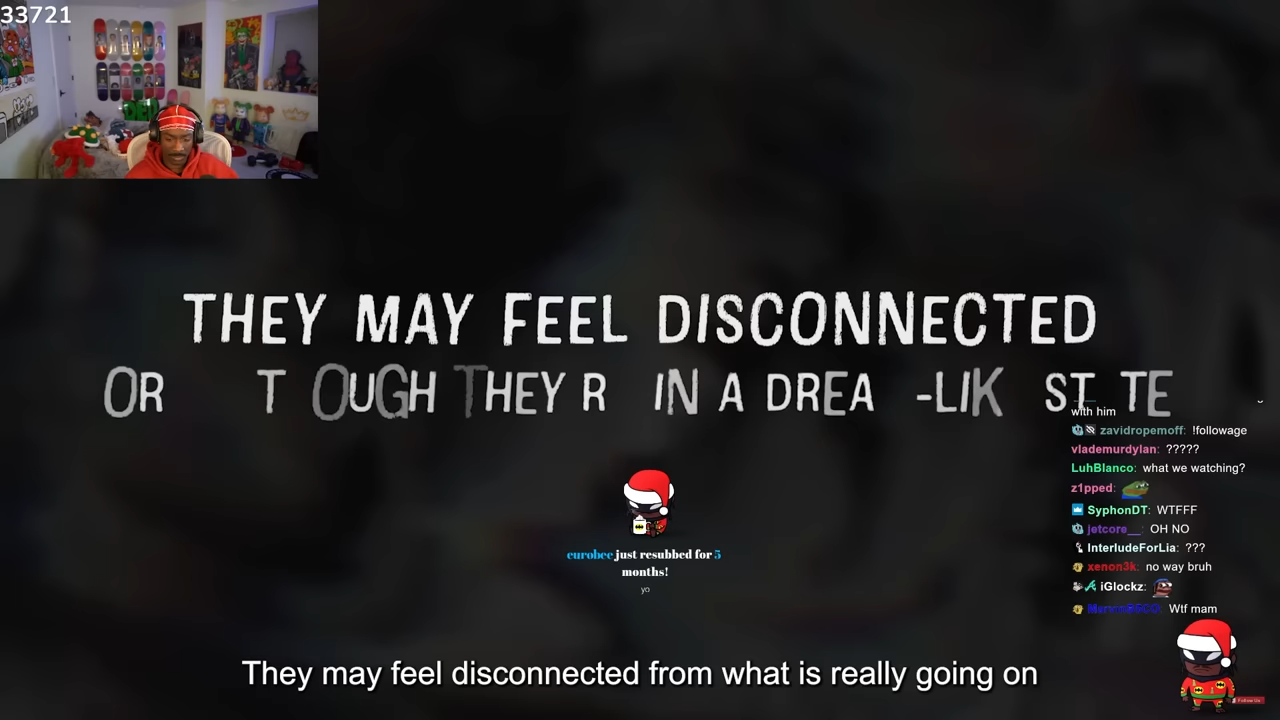 33721
THEY MAY FEEL DISCONNECTED
OR T OUGH THEY R IN A DREA -LIK ST TE
with him
zavidropemoff: !followage
vlademurdylan: ?????
LuhBlanco: what we watching?
z1pped:
SyphonDT: WTFFF
jetcore__: OH NO
InterludeForLia: ???
xenon3k: no way bruh
iGlockz:
Wtf mam
eurobee just resubbed for 5
months!
yo
They may feel disconnected from what is really going on
Follow Us